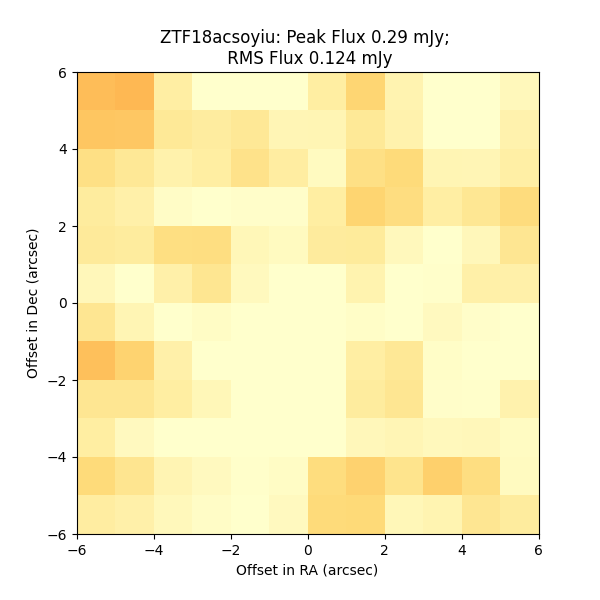 ZTF18acsoyiu: Peak Flux 0.29 mJy;
RMS Flux 0.124 mJy
6
4
2
0
−2
−4
−6
Offset in Dec (arcsec)
−6 −4 −2 0 2 4 6
Offset in RA (arcsec)